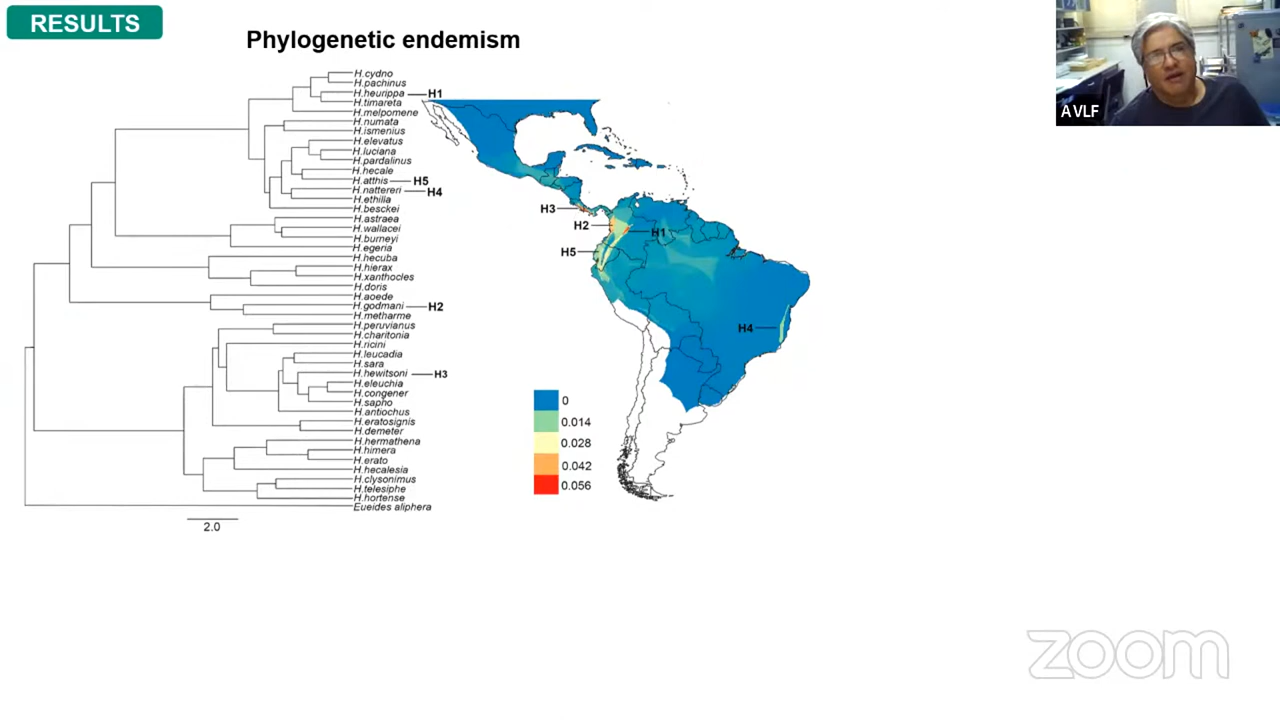 RESULTS
Phylogenetic endemism
AVLF
H.cydno
H.pachinus
H.heurippa H1
H.timareta
H.melpomene
H.numata
H.ismenius
H.elevatus
H.luciana
H.pardalinus
H.hecale
H.atthis H5
H.nattereri H4
H.ethilla
H.besckei
H.astraea
H.wallacei
H.burneyi
H.egeria
H.hecuba
H.hierax
H.xanthocles
H.doris
H.aoede
H.godmani H2
H.metharme
H.peruvianus
H.charitonia
H.ricini
H.leucadia
H.sara
H.hewitsoni H3
H.eleuchia
H.congener
H.sapho
H.antiochus
H.eratosignis
H.demeter
H.hermathena
H.himera
H.erato
H.hecalesia
H.clysonimus
H.telesiphe
H.hortense
Eueides aliphera
2.0
H3
H2
H1
H5
H4
0
0.014
0.028
0.042
0.056
zoom